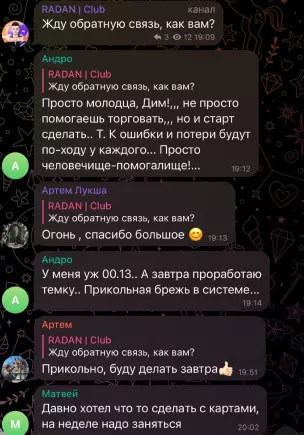 RADAN | Club канал
Жду обратную связь, как вам?
3 12 19:09
Андро
RADAN | Club
Жду обратную связь, как вам?
Просто молодца, Дим!,,, не просто
помогаешь торговать,,, но и старт
сделать.. Т. К ошибки и потери будут
по-ходу у каждого... Просто
человечище-помогалище!...
А
19:12
Артем Лукша
RADAN | Club
Жду обратную связь, как вам?
Огонь , спасибо большое 😊 19:13
Андро
У меня уж 00.13.. А завтра проработаю
темку.. Прикольная брежь в системе...
А
19:14
Артем
RADAN | Club
Жду обратную связь, как вам?
Прикольно, буду делать завтра👍🏻 19:51
Матвей
Давно хотел что то сделать с картами,
на неделе надо заняться
М
20:02